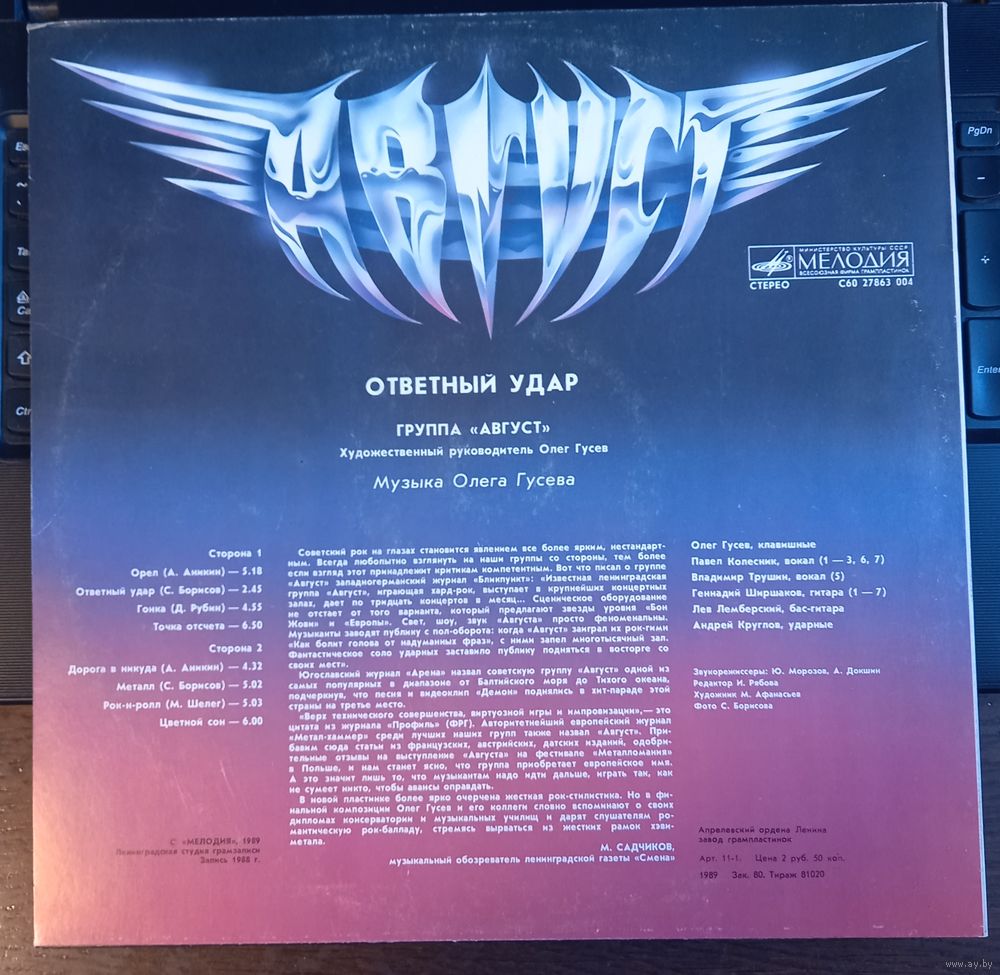 АВГУСТ
МИНИСТЕРСТВО КУЛЬТУРЫ СССР
МЕЛОДИЯ
ВСЕСОЮЗНАЯ ФИРМА ГРАМПЛАСТИНОК
СТЕРЕО С60 27863 004
ОТВЕТНЫЙ УДАР
ГРУППА «АВГУСТ»
Художественный руководитель Олег Гусев
Музыка Олега Гусева
Сторона 1
Орел (А. Аникин) — 5.18
Ответный удар (С. Борисов) — 2.45
Гонка (Д. Рубин) — 4.55
Точка отсчета — 6.50
Сторона 2
Дорога в никуда (А. Аникин) — 4.32
Металл (С. Борисов) — 5.02
Рок-н-ролл (М. Шелег) — 5.03
Цветной сон — 6.00
С «МЕЛОДИЯ», 1989
Ленинградская студия грамзаписи
Запись 1988 г.
Советский рок на глазах становится явлением все более ярким, нестандарт-
ным. Всегда любопытно взглянуть на наши группы со стороны, тем более
если взгляд этот принадлежит критикам компетентным. Вот что писал о группе
«Август» западногерманский журнал «Бликпункт»: «Известная ленинградская
группа «Август», играющая хард-рок, выступает в крупнейших концертных
залах, дает по тридцать концертов в месяц... Сценическое оборудование
не отстает от того варианта, который предлагают звезды уровня «Бон
Жови» и «Европы». Свет, шоу, звук «Августа» просто феноменальны.
Музыканты заводят публику с пол-оборота: когда «Август» заиграл их рок-гимн
«Как болит голова от надуманных фраз», с ними запел многотысячный зал.
Фантастическое соло ударных заставило публику подняться в восторге со
своих мест».
Югославский журнал «Арена» назвал советскую группу «Август» одной из
самых популярных в диапазоне от Балтийского моря до Тихого океана,
подчеркнув, что песня и видеоклип «Демон» поднялись в хит-параде этой
страны на третье место.
«Верх технического совершенства, виртуозной игры и импровизации»,— это
цитата из журнала «Профиль» (ФРГ). Авторитетнейший европейский журнал
«Метал-хаммер» среди лучших наших групп также назвал «Август». При-
бавим сюда статьи из французских, австрийских, датских изданий, одобри-
тельные отзывы на выступление «Августа» на фестивале «Металломания»
в Польше, и нам станет ясно, что группа приобретает европейское имя.
А это значит лишь то, что музыкантам надо идти дальше, играть так, как
не сумеет никто, чтобы авансы оправдать.
В новой пластинке более ярко очерчена жесткая рок-стилистика. Но в фи-
нальной композиции Олег Гусев и его коллеги словно вспоминают о своих
дипломах консерватории и музыкальных училищ и дарят слушателям ро-
мантическую рок-балладу, стремясь вырваться из жестких рамок хэви-
метала.
М. САДЧИКОВ,
музыкальный обозреватель ленинградской газеты «Смена»
Олег Гусев, клавишные
Павел Колесник, вокал (1 — 3, 6, 7)
Владимир Трушин, вокал (5)
Геннадий Ширшаков, гитара (1 — 7)
Лев Лемберский, бас-гитара
Андрей Круглов, ударные
Звукорежиссеры: Ю. Морозов, А. Докшин
Редактор И. Рябова
Художник М. Афанасьев
Фото С. Борисова
Апрелевский ордена Ленина
завод грампластинок
Арт. 11-1. Цена 2 руб. 50 коп.
1989 Зак. 80. Тираж 81020
PgDn
Enter
Ctr
www.ay.by